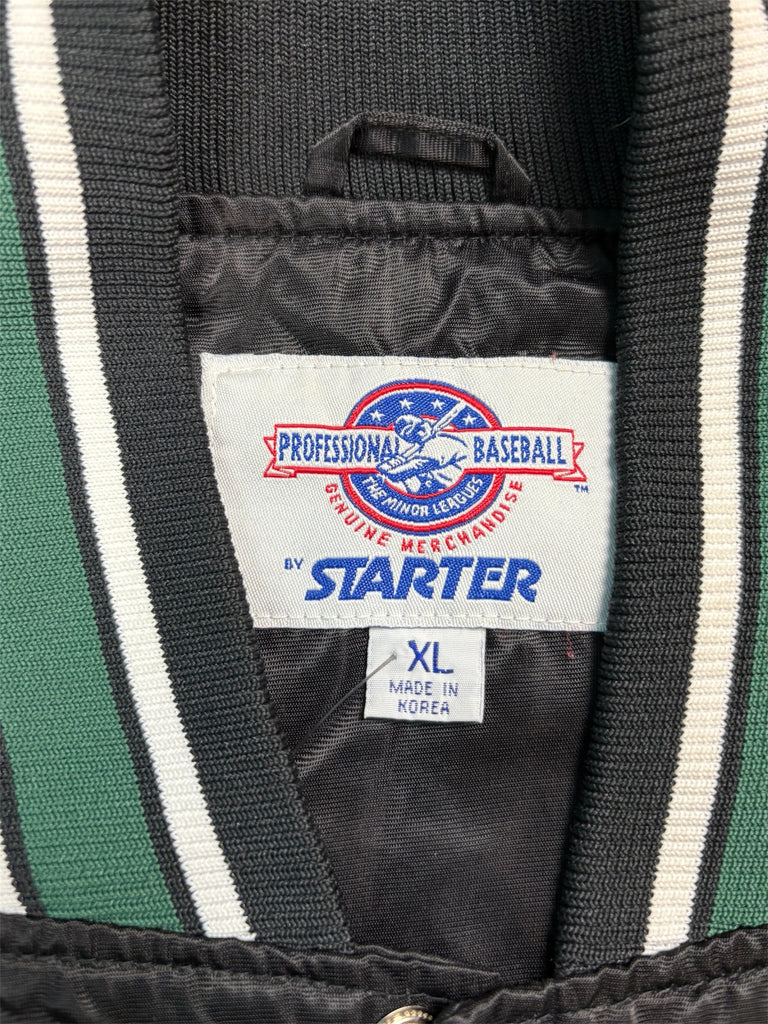 PROFESSIONAL BASEBALL
THE MINOR LEAGUES
™
GENUINE MERCHANDISE
BY STARTER
XL
MADE IN
KOREA